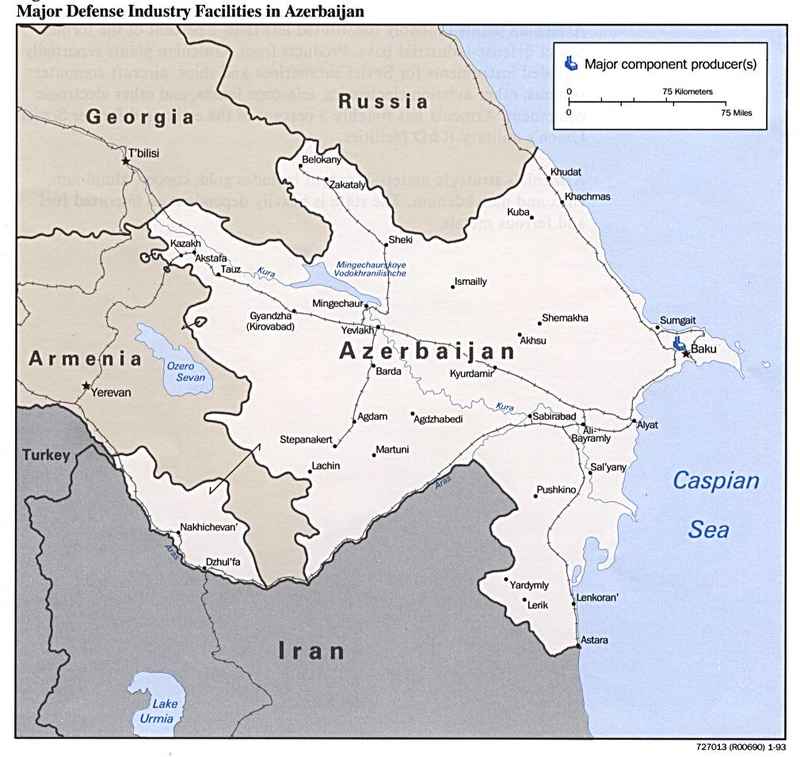 Major Defense Industry Facilities in Azerbaijan
Major component producer(s)
0 75 Kilometers
0 75 Miles
Russia
Georgia
T'bilisi
Belokany
Zakataly
Khudat
Khachmas
Kuba
Sheki
Kazakh
Akstafa
Tauz
Kura
Mingechaurskoye
Vodokhranilishche
Ismailly
Mingechaur
Gyandzha
(Kirovabad)
Yevlakh
Shemakha
Sumgait
Akhsu
Baku
Armenia
Azerbaijan
Ozero
Sevan
Barda
Kyurdamir
Yerevan
Kura
Agdam
Agdzhabedi
Sabirabad
Ali-
Bayramly
Alyat
Stepanakert
Martuni
Turkey
Lachin
Sal'yany
Caspian
Sea
Aras
Pushkino
Nakhichevan'
Aras
Dzhul'fa
Yardymly
Lerik
Lenkoran'
Astara
Iran
Lake
Urmia
727013 (R00690) 1-93